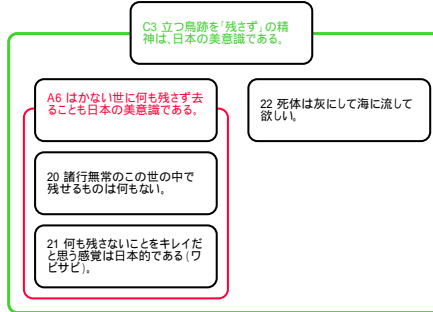 C3 立つ鳥跡を｢残さず｣の精
神は、日本の美意識である。
A6 はかない世に何も残さず去
ることも日本の美意識である。
22 死体は灰にして海に流して
欲しい。
20 諸行無常のこの世の中で
残せるものは何もない。
21 何も残さないことをキレイだ
と思う感覚は日本的である(ワ
ビサビ)。